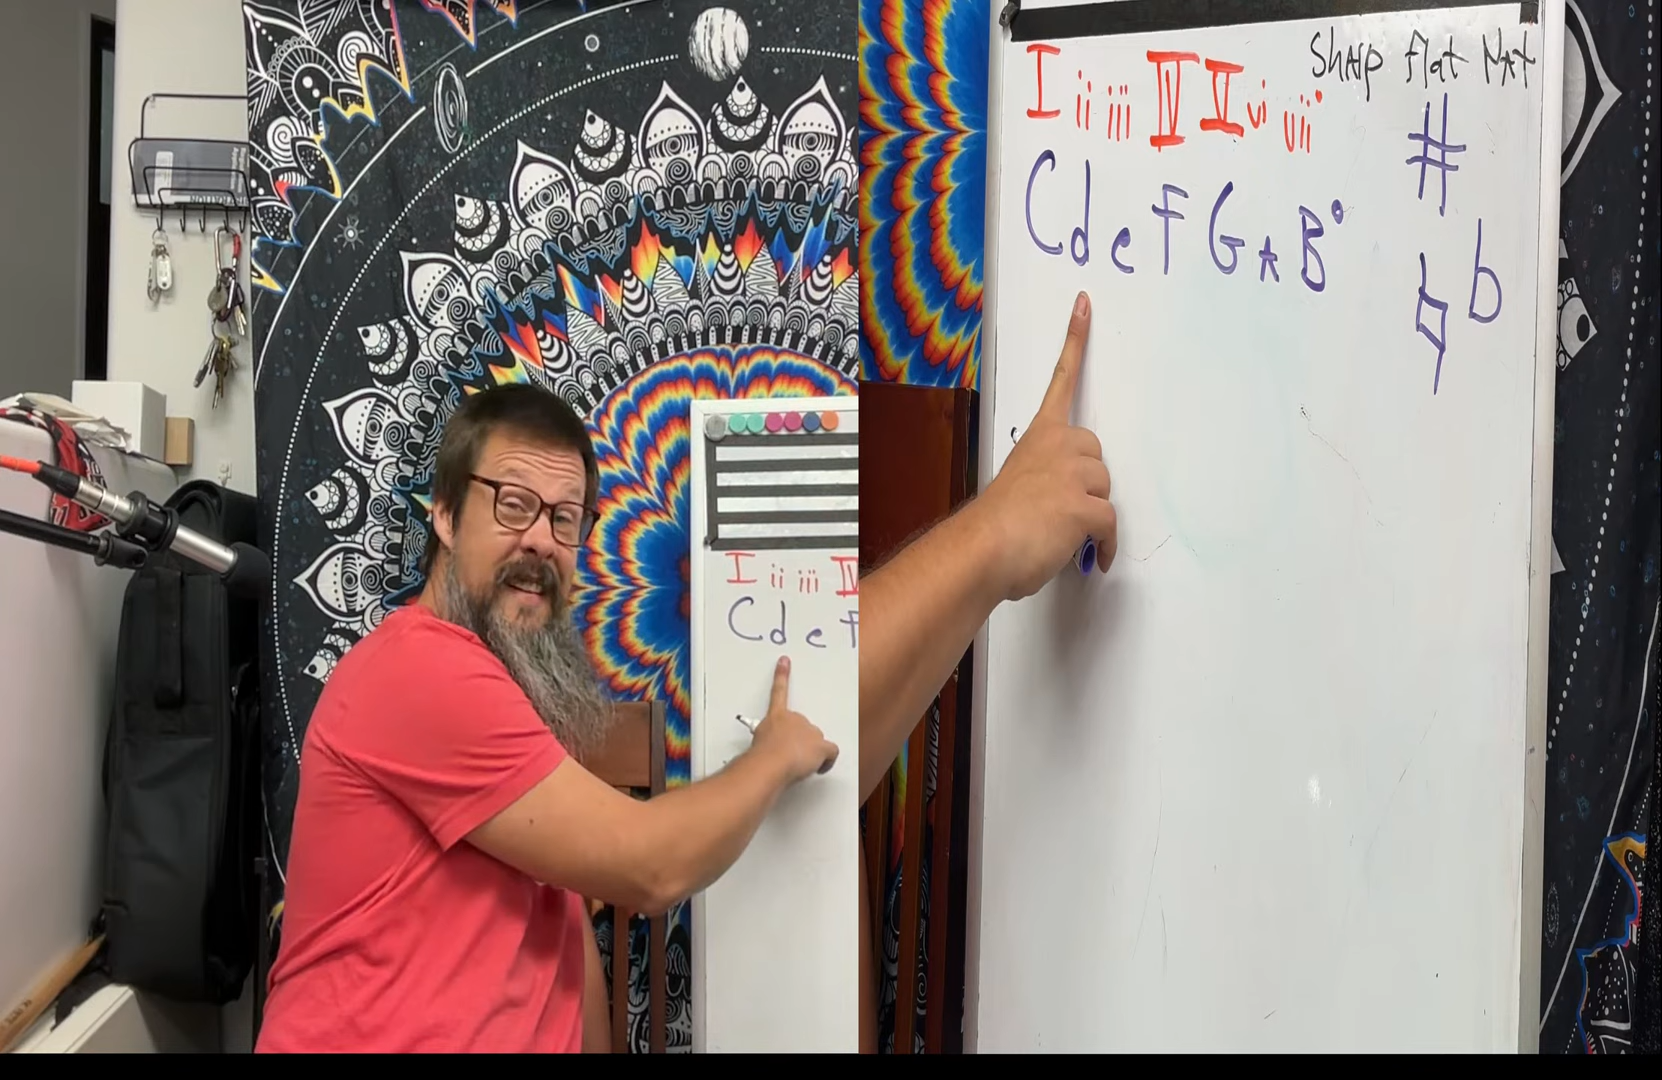 I ii iii IV
C d e F
Sharp flat NAt
I ii iii IV V vi vii°
#
C d e F G A B°
♮ b